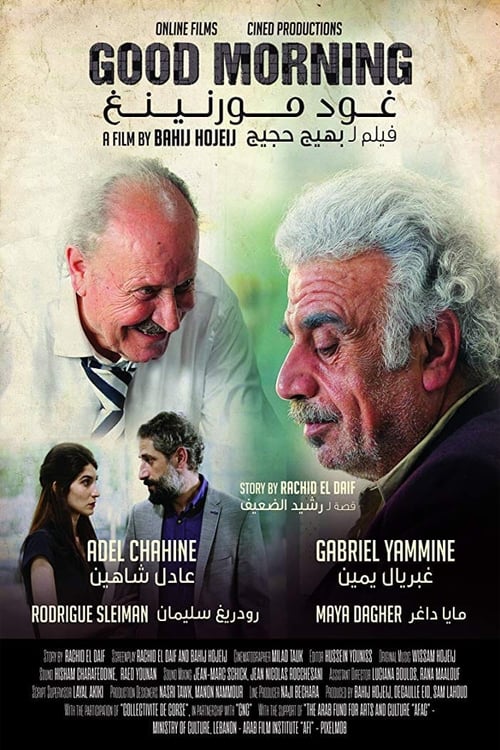 ONLINE FILMS CINED PRODUCTIONS
GOOD MORNING
غود مورنينغ
A FILM BY BAHIJ HOJEIJ فيلم لـ بهيج حجيج
STORY BY RACHID EL DAIF
قصة لـ رشيد الضعيف
ADEL CHAHINE
عادل شاهين
GABRIEL YAMMINE
غبريال يمين
RODRIGUE SLEIMAN رودريغ سليمان
MAYA DAGHER مايا داغر
STORY BY RACHID EL DAIF SCREENPLAY RACHID EL DAIF AND BAHIJ HOJEIJ CINEMATOGRAPHER MILAD TAUK EDITOR HUSSEIN YOUNISS ORIGINAL MUSIC WISSAM HOJEIJ
SOUND HISHAM CHARAFEDDINE, RAED YOUNAN SOUND MIXING JEAN-MARC SCHICK, JEAN NICOLAS ROCCHESANI ASSISTANT DIRECTOR LUCIANA BOULOS, RANA MAALOUF
SCRIPT SUPERVISOR LAYAL AKIKI PRODUCTION DESIGNERS NASRI TAUK, MANON NAMMOUR LINE PRODUCER NAJI BECHARA PRODUCED BY BAHIJ HOJEIJ, DEGAULLE EID, SAM LAHOUD
WITH THE PARTICIPATION OF "COLLECTIVITE DE CORSE", IN PARTNERSHIP WITH "CNC" WITH THE SUPPORT OF "THE ARAB FUND FOR ARTS AND CULTURE "AFAC" -
MINISTRY OF CULTURE, LEBANON - ARAB FILM INSTITUTE "AFI" - PIXELMOB